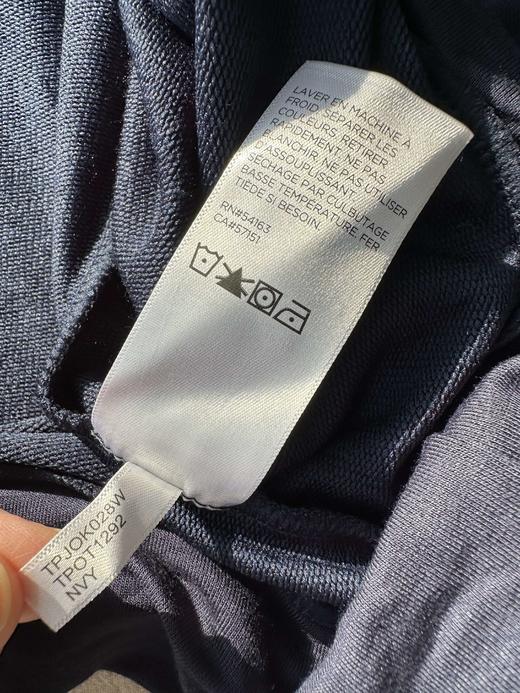 LAVER EN MACHINE À
FROID. SÉPARER LES
COULEURS. RETIRER
RAPIDEMENT. NE PAS
BLANCHIR. NE PAS UTILISER
D'ASSOUPLISSANT.
SÉCHAGE PAR CULBUTAGE
BASSE TEMPÉRATURE. FER
TIÈDE SI BESOIN.
RN#54163
CA#57151
TPJOK028W
TPOT1292
NVY